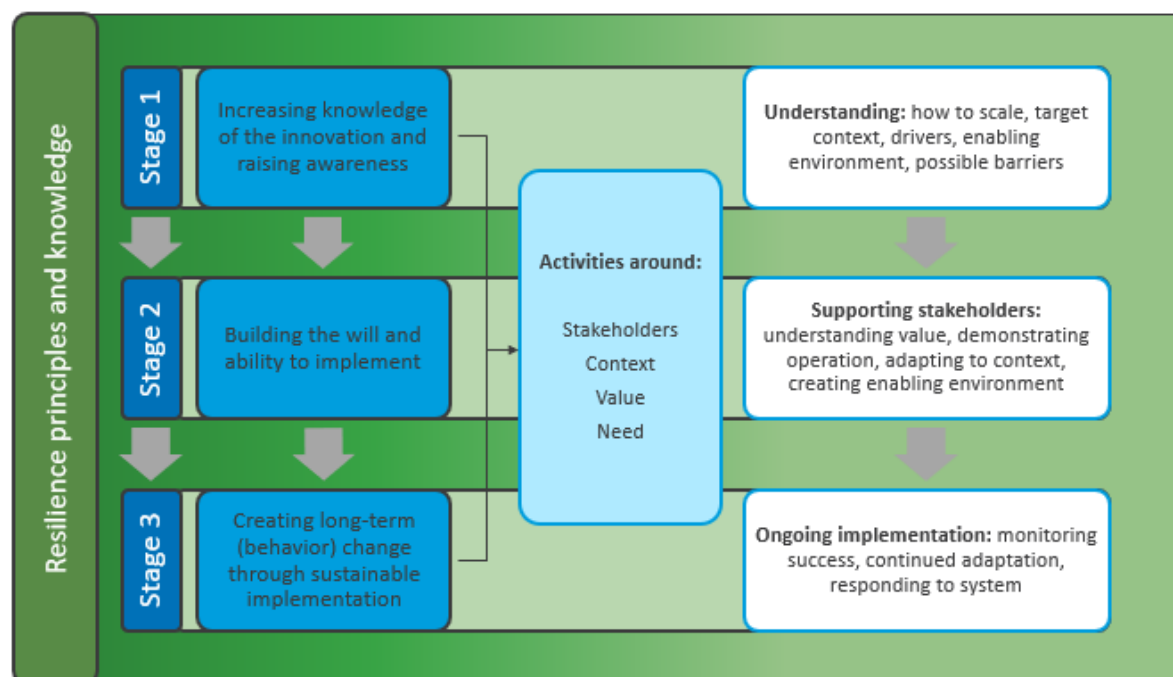 Resilience principles and knowledge
Stage 1
Increasing knowledge
of the innovation and
raising awareness
Understanding: how to scale, target
context, drivers, enabling
environment, possible barriers
Activities around:
Stakeholders
Context
Value
Need
Stage 2
Building the will and
ability to implement
Supporting stakeholders:
understanding value, demonstrating
operation, adapting to context,
creating enabling environment
Stage 3
Creating long-term
(behavior) change
through sustainable
implementation
Ongoing implementation: monitoring
success, continued adaptation,
responding to system